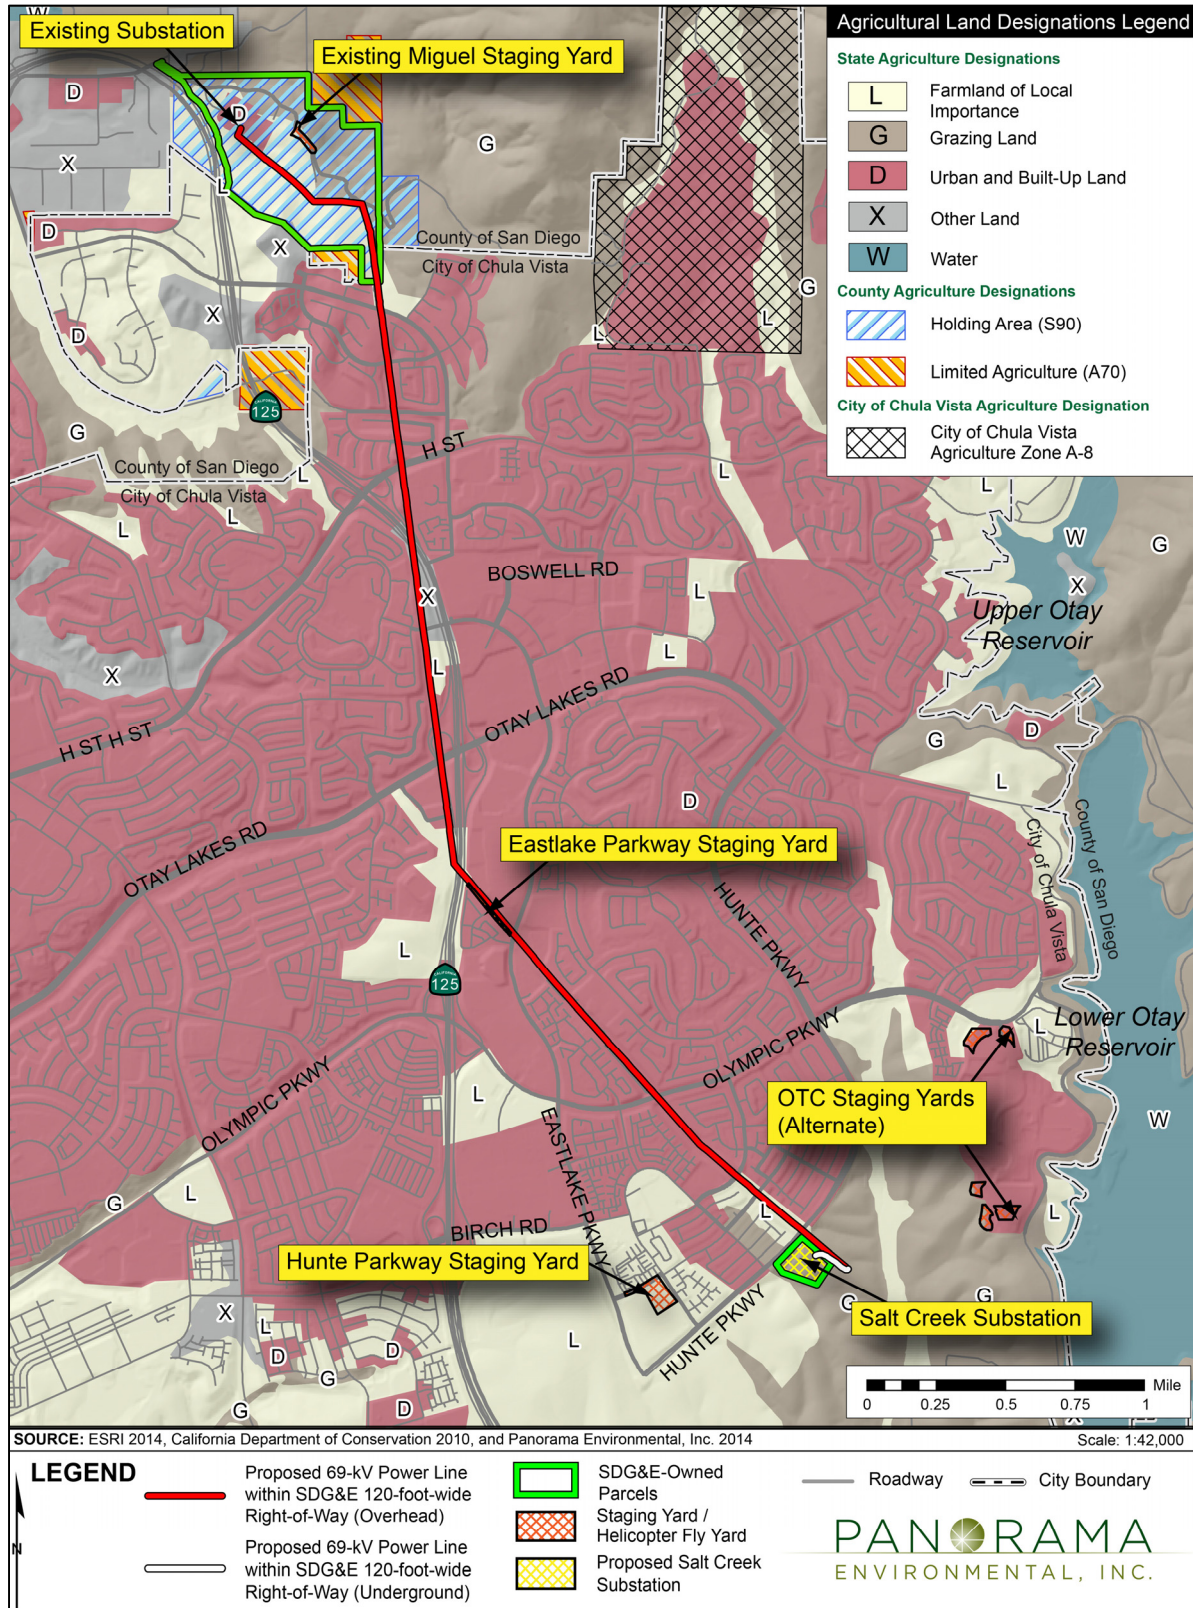 Existing Substation
Existing Miguel Staging Yard
Agricultural Land Designations Legend
State Agriculture Designations
L
Farmland of Local
Importance
G
Grazing Land
D
Urban and Built-Up Land
X
Other Land
W
Water
County Agriculture Designations
Holding Area (S90)
Limited Agriculture (A70)
City of Chula Vista Agriculture Designation
City of Chula Vista
Agriculture Zone A-8
W
D
D
G
X
L
D
X
County of San Diego
City of Chula Vista
G
X
L
L
D
CALIFORNIA
125
G
H ST
County of San Diego
City of Chula Vista
L
L
L
L
L
W
G
BOSWELL RD
X
X
L
Upper Otay
Reservoir
L
L
X
OTAY LAKES RD
H ST H ST
G
D
L
D
City of Chula Vista
County of San Diego
OTAY LAKES RD
Eastlake Parkway Staging Yard
HUNTE PKWY
L
CALIFORNIA
125
L
Lower Otay
Reservoir
OLYMPIC PKWY
OLYMPIC PKWY
L
OTC Staging Yards
(Alternate)
W
EASTLAKE PKWY
L
G
L
L
BIRCH RD
Hunte Parkway Staging Yard
G
G
Salt Creek Substation
X
L
L
HUNTE PKWY
D
D
G
G
D
X
0
0.25
0.5
0.75
1
Mile
SOURCE: ESRI 2014, California Department of Conservation 2010, and Panorama Environmental, Inc. 2014
Scale: 1:42,000
LEGEND
N
Proposed 69-kV Power Line
within SDG&E 120-foot-wide
Right-of-Way (Overhead)
Proposed 69-kV Power Line
within SDG&E 120-foot-wide
Right-of-Way (Underground)
SDG&E-Owned
Parcels
Staging Yard /
Helicopter Fly Yard
Proposed Salt Creek
Substation
Roadway
City Boundary
PANORAMA
ENVIRONMENTAL, INC.